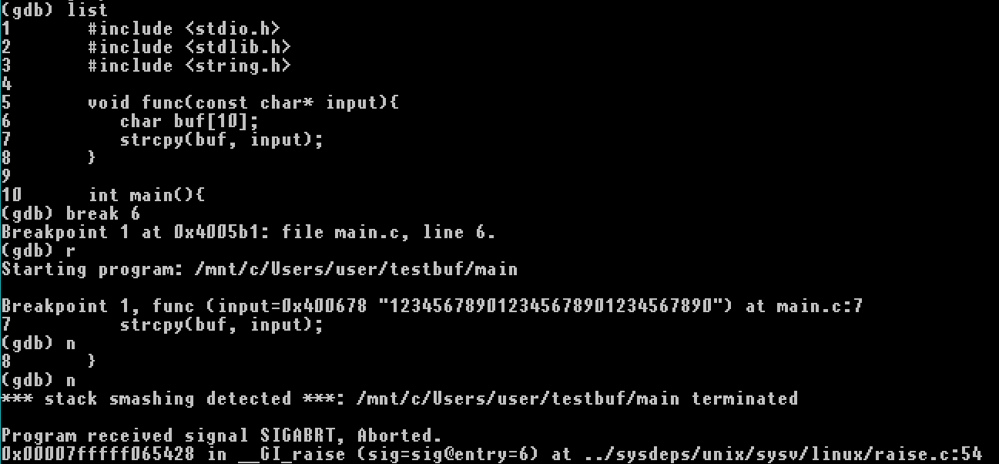 (gdb) list
1       #include <stdio.h>
2       #include <stdlib.h>
3       #include <string.h>
4
5       void func(const char* input){
6          char buf[10];
7          strcpy(buf, input);
8       }
9
10      int main(){
(gdb) break 6
Breakpoint 1 at 0x4005b1: file main.c, line 6.
(gdb) r
Starting program: /mnt/c/Users/user/testbuf/main
Breakpoint 1, func (input=0x400678 "123456789012345678901234567890") at main.c:7
7          strcpy(buf, input);
(gdb) n
8       }
(gdb) n
*** stack smashing detected ***: /mnt/c/Users/user/testbuf/main terminated
Program received signal SIGABRT, Aborted.
0x00007fffff065428 in __GI_raise (sig=sig@entry=6) at ../sysdeps/unix/sysv/linux/raise.c:54